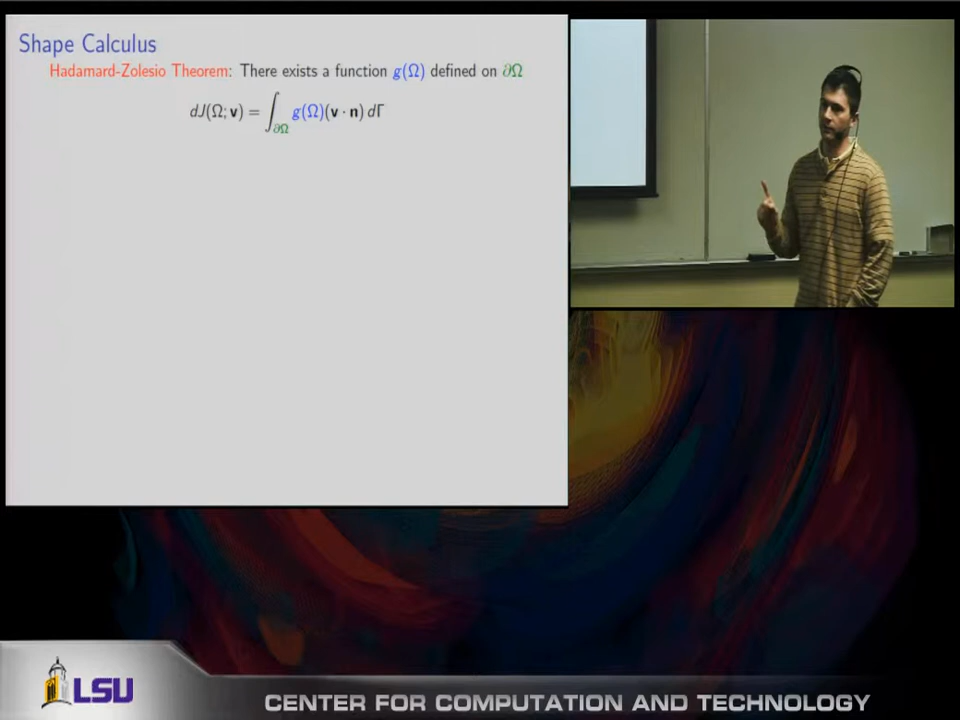 Shape Calculus
Hadamard-Zolesio Theorem: There exists a function g(Ω) defined on ∂Ω
dJ(Ω; v) = ∫_∂Ω g(Ω)(v · n) dΓ
LSU
CENTER FOR COMPUTATION AND TECHNOLOGY